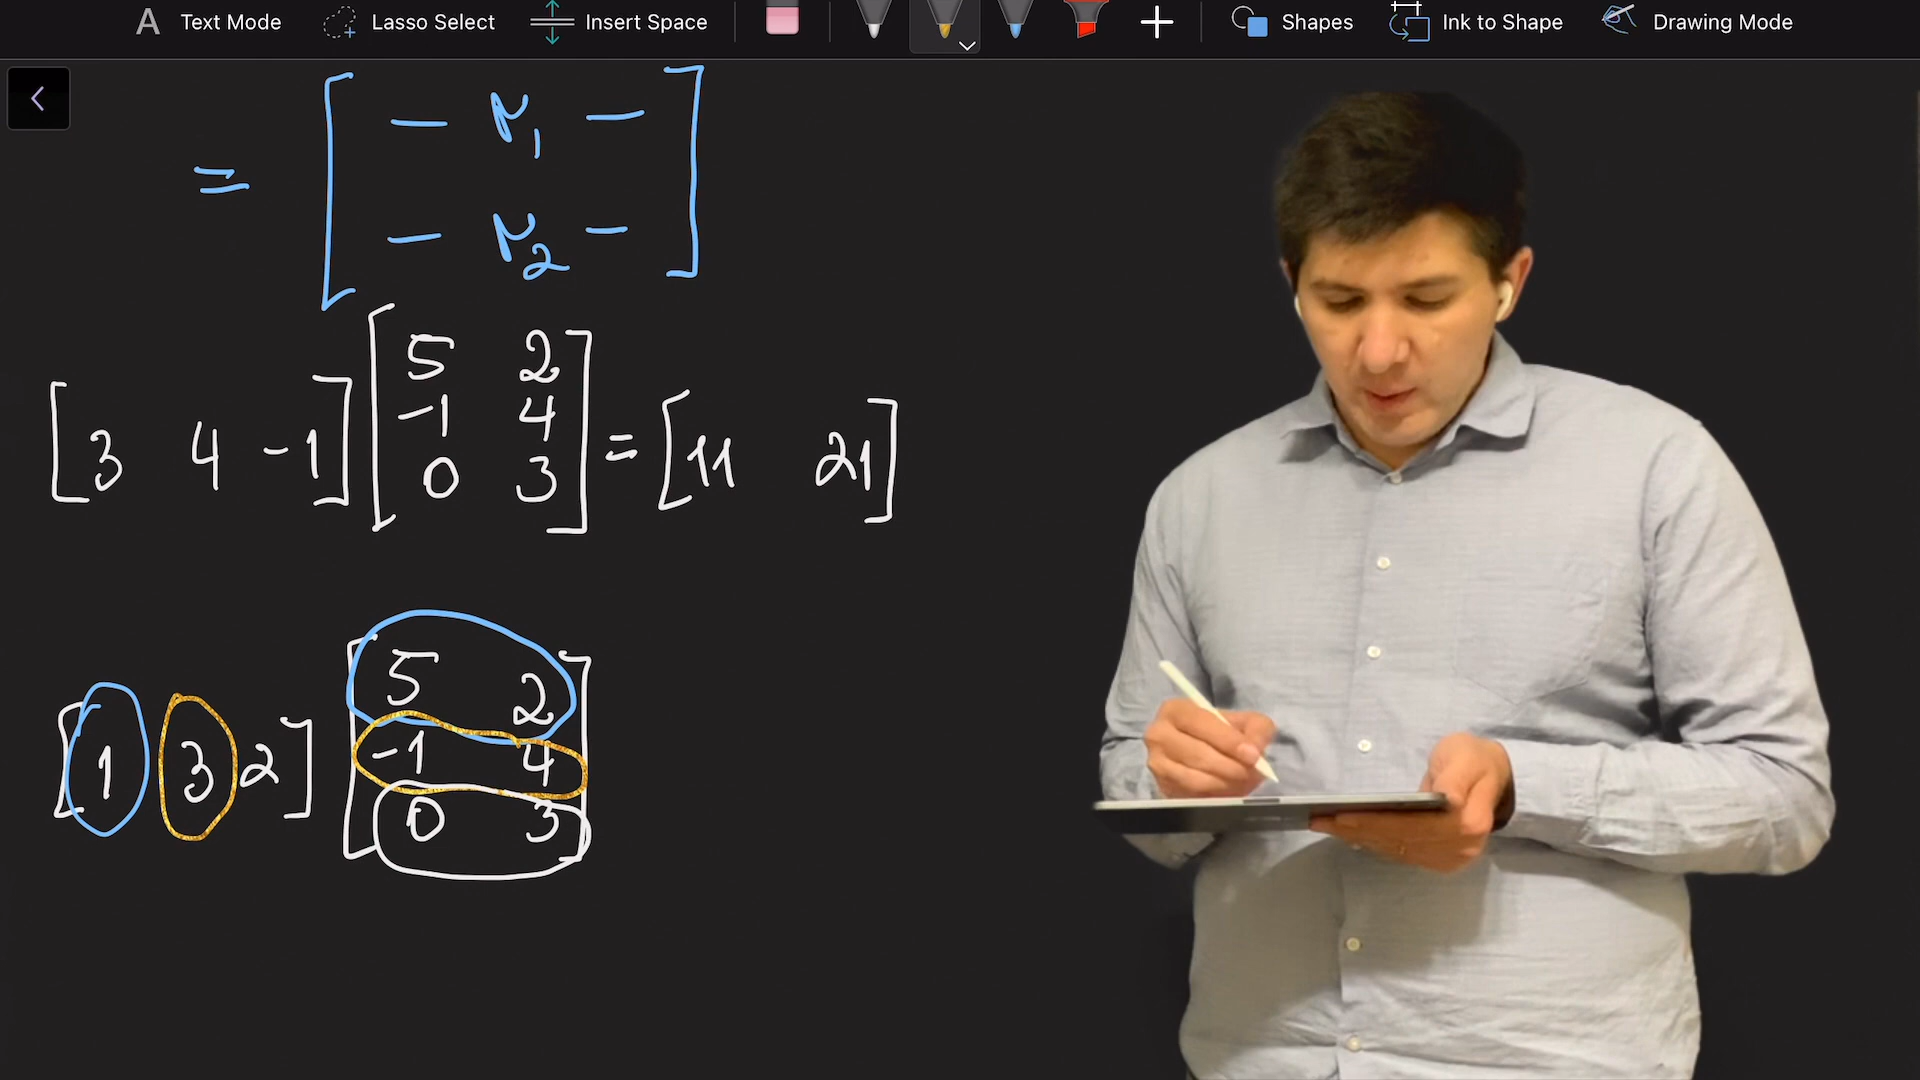 A Text Mode Lasso Select Insert Space Shapes Ink to Shape Drawing Mode
= [ — r₁ — ]
[ — r₂ — ]
[3 4 -1] [5 2
-1 4
0 3] = [11 21]
[1 3 2] [5 2
-1 4
0 3]